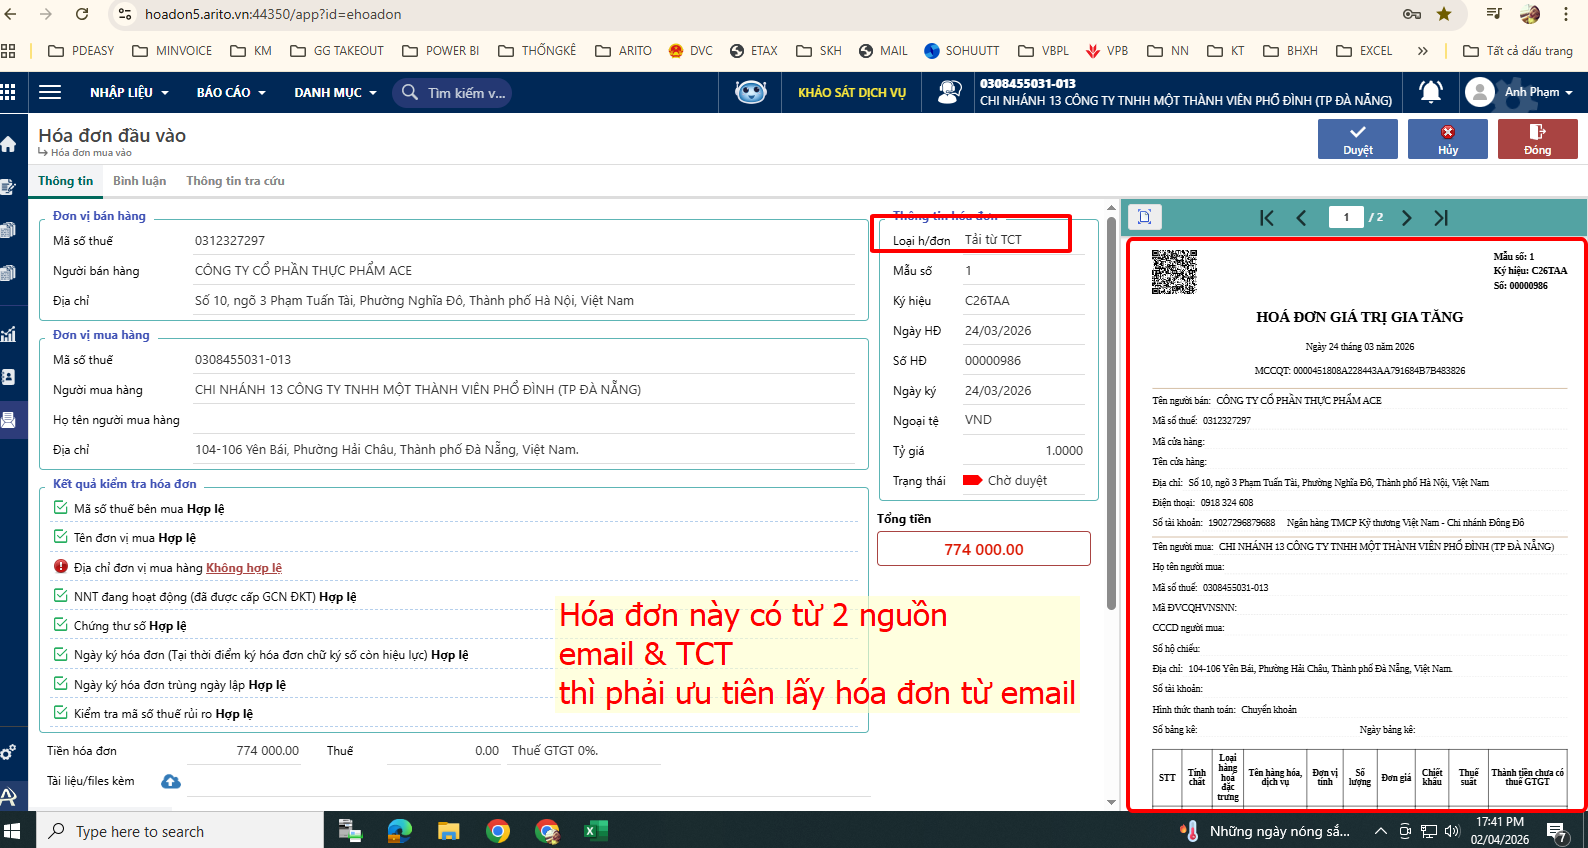 hoadon5.arito.vn:44350/app?id=ehoadon
PDEASY MINVOICE KM GG TAKEOUT POWER BI THỐNGKÊ ARITO DVC ETAX SKH MAIL SOHUUTT VBPL VPB NN KT BHXH EXCEL » Tất cả dấu trang
NHẬP LIỆU BÁO CÁO DANH MỤC Tìm kiếm v... KHẢO SÁT DỊCH VỤ
0308455031-013
CHI NHÁNH 13 CÔNG TY TNHH MỘT THÀNH VIÊN PHỔ ĐÌNH (TP ĐÀ NẴNG)
Anh Phạm
Hóa đơn đầu vào
Hóa đơn mua vào
Duyệt Hủy Đóng
Thông tin Bình luận Thông tin tra cứu
Đơn vị bán hàng
Mã số thuế 0312327297
Người bán hàng CÔNG TY CỔ PHẦN THỰC PHẨM ACE
Địa chỉ Số 10, ngõ 3 Phạm Tuấn Tài, Phường Nghĩa Đô, Thành phố Hà Nội, Việt Nam
Đơn vị mua hàng
Mã số thuế 0308455031-013
Người mua hàng CHI NHÁNH 13 CÔNG TY TNHH MỘT THÀNH VIÊN PHỔ ĐÌNH (TP ĐÀ NẴNG)
Họ tên người mua hàng
Địa chỉ 104-106 Yên Bái, Phường Hải Châu, Thành phố Đà Nẵng, Việt Nam.
Kết quả kiểm tra hóa đơn
Mã số thuế bên mua Hợp lệ
Tên đơn vị mua Hợp lệ
Địa chỉ đơn vị mua hàng Không hợp lệ
NNT đang hoạt động (đã được cấp GCN ĐKT) Hợp lệ
Chứng thư số Hợp lệ
Ngày ký hóa đơn (Tại thời điểm ký hóa đơn chữ ký số còn hiệu lực) Hợp lệ
Ngày ký hóa đơn trùng ngày lập Hợp lệ
Kiểm tra mã số thuế rủi ro Hợp lệ
Tiền hóa đơn 774 000.00 Thuế 0.00 Thuế GTGT 0%.
Tài liệu/files kèm
Thông tin hóa đơn
Loại h/đơn Tải từ TCT
Mẫu số 1
Ký hiệu C26TAA
Ngày HĐ 24/03/2026
Số HĐ 00000986
Ngày ký 24/03/2026
Ngoại tệ VND
Tỷ giá 1.0000
Trạng thái Chờ duyệt
Tổng tiền
774 000.00
Hóa đơn này có từ 2 nguồn
email & TCT
thì phải ưu tiên lấy hóa đơn từ email
1 / 2
Mẫu số: 1
Ký hiệu: C26TAA
Số: 00000986
HOÁ ĐƠN GIÁ TRỊ GIA TĂNG
Ngày 24 tháng 03 năm 2026
MCCQT: 0000451808A228443AA791684B7B483826
Tên người bán: CÔNG TY CỔ PHẦN THỰC PHẨM ACE
Mã số thuế: 0312327297
Mã cửa hàng:
Tên cửa hàng:
Địa chỉ: Số 10, ngõ 3 Phạm Tuấn Tài, Phường Nghĩa Đô, Thành phố Hà Nội, Việt Nam
Điện thoại: 0918 324 608
Số tài khoản: 19027296879688 Ngân hàng TMCP Kỹ thương Việt Nam - Chi nhánh Đông Đô
Tên người mua: CHI NHÁNH 13 CÔNG TY TNHH MỘT THÀNH VIÊN PHỔ ĐÌNH (TP ĐÀ NẴNG)
Họ tên người mua:
Mã số thuế: 0308455031-013
Mã ĐVCQHVNSNN:
CCCD người mua:
Số hộ chiếu:
Địa chỉ: 104-106 Yên Bái, Phường Hải Châu, Thành phố Đà Nẵng, Việt Nam.
Số tài khoản:
Hình thức thanh toán: Chuyển khoản
Số bảng kê: Ngày bảng kê:
STT Tính chất Loại hàng hoá đặc trưng Tên hàng hóa, dịch vụ Đơn vị tính Số lượng Đơn giá Chiết khấu Thuế suất Thành tiền chưa có thuế GTGT
Type here to search
Những ngày nóng sắ...
17:41 PM
02/04/2026
7